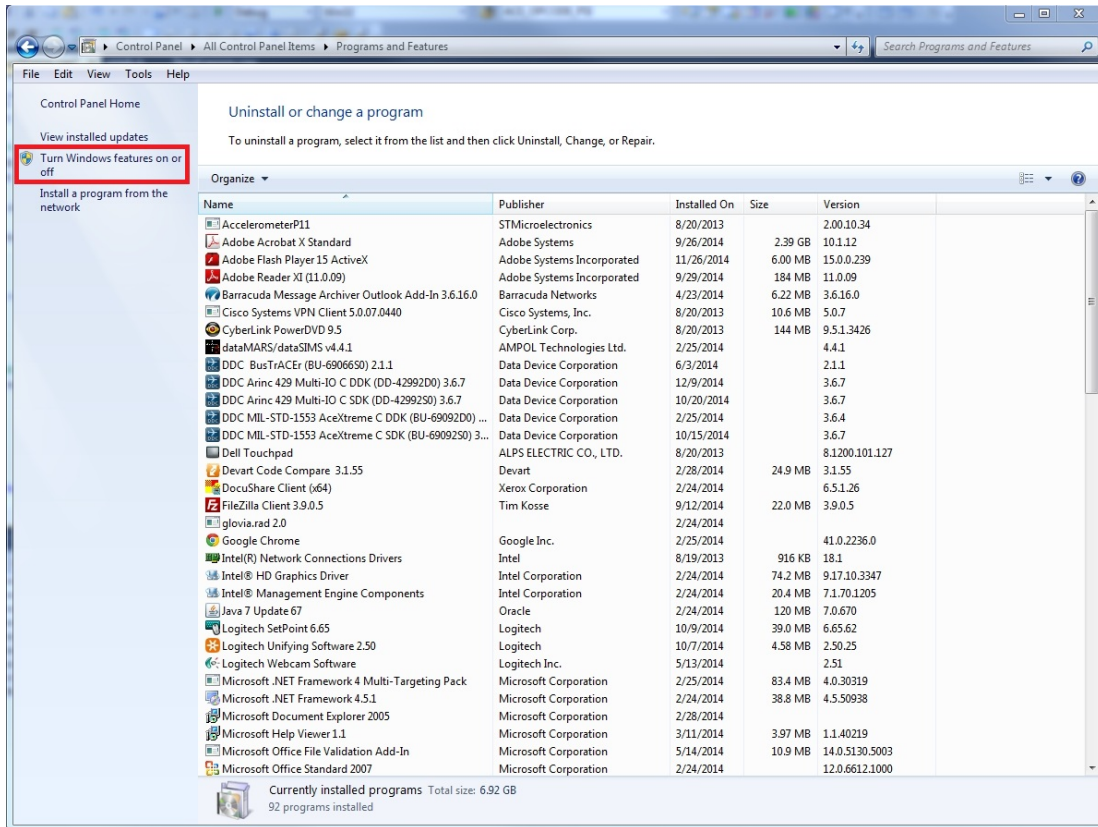 Control Panel ▸ All Control Panel Items ▸ Programs and Features
Search Programs and Features
File Edit View Tools Help
Control Panel Home
View installed updates
Turn Windows features on or
off
Install a program from the
network
Uninstall or change a program
To uninstall a program, select it from the list and then click Uninstall, Change, or Repair.
Organize
Name Publisher Installed On Size Version
AccelerometerP11 STMicroelectronics 8/20/2013 2.00.10.34
Adobe Acrobat X Standard Adobe Systems 9/26/2014 2.39 GB 10.1.12
Adobe Flash Player 15 ActiveX Adobe Systems Incorporated 11/26/2014 6.00 MB 15.0.0.239
Adobe Reader XI (11.0.09) Adobe Systems Incorporated 9/29/2014 184 MB 11.0.09
Barracuda Message Archiver Outlook Add-In 3.6.16.0 Barracuda Networks 4/23/2014 6.22 MB 3.6.16.0
Cisco Systems VPN Client 5.0.07.0440 Cisco Systems, Inc. 8/20/2013 10.6 MB 5.0.7
CyberLink PowerDVD 9.5 CyberLink Corp. 8/20/2013 144 MB 9.5.1.3426
dataMARS/dataSIMS v4.4.1 AMPOL Technologies Ltd. 2/25/2014 4.4.1
DDC BusTrACEr (BU-69066S0) 2.1.1 Data Device Corporation 6/3/2014 2.1.1
DDC Arinc 429 Multi-IO C DDK (DD-42992D0) 3.6.7 Data Device Corporation 12/9/2014 3.6.7
DDC Arinc 429 Multi-IO C SDK (DD-42992S0) 3.6.7 Data Device Corporation 10/20/2014 3.6.7
DDC MIL-STD-1553 AceXtreme C DDK (BU-69092D0) ... Data Device Corporation 2/25/2014 3.6.4
DDC MIL-STD-1553 AceXtreme C SDK (BU-69092S0) 3... Data Device Corporation 10/15/2014 3.6.7
Dell Touchpad ALPS ELECTRIC CO., LTD. 8/20/2013 8.1200.101.127
Devart Code Compare 3.1.55 Devart 2/28/2014 24.9 MB 3.1.55
DocuShare Client (x64) Xerox Corporation 2/24/2014 6.5.1.26
FileZilla Client 3.9.0.5 Tim Kosse 9/12/2014 22.0 MB 3.9.0.5
glovia.rad 2.0 2/24/2014
Google Chrome Google Inc. 2/25/2014 41.0.2236.0
Intel(R) Network Connections Drivers Intel 8/19/2013 916 KB 18.1
Intel® HD Graphics Driver Intel Corporation 2/24/2014 74.2 MB 9.17.10.3347
Intel® Management Engine Components Intel Corporation 2/24/2014 20.4 MB 7.1.70.1205
Java 7 Update 67 Oracle 2/24/2014 120 MB 7.0.670
Logitech SetPoint 6.65 Logitech 10/9/2014 39.0 MB 6.65.62
Logitech Unifying Software 2.50 Logitech 10/7/2014 4.58 MB 2.50.25
Logitech Webcam Software Logitech Inc. 5/13/2014 2.51
Microsoft .NET Framework 4 Multi-Targeting Pack Microsoft Corporation 2/25/2014 83.4 MB 4.0.30319
Microsoft .NET Framework 4.5.1 Microsoft Corporation 2/24/2014 38.8 MB 4.5.50938
Microsoft Document Explorer 2005 Microsoft Corporation 2/28/2014
Microsoft Help Viewer 1.1 Microsoft Corporation 3/11/2014 3.97 MB 1.1.40219
Microsoft Office File Validation Add-In Microsoft Corporation 5/14/2014 10.9 MB 14.0.5130.5003
Microsoft Office Standard 2007 Microsoft Corporation 2/24/2014 12.0.6612.1000
Currently installed programs Total size: 6.92 GB
92 programs installed